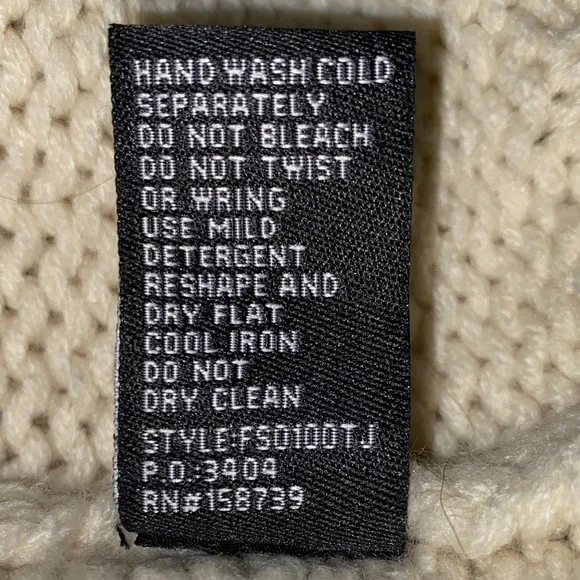 HAND WASH COLD
SEPARATELY
DO NOT BLEACH
DO NOT TWIST
OR WRING
USE MILD
DETERGENT
RESHAPE AND
DRY FLAT
COOL IRON
DO NOT
DRY CLEAN
STYLE:FS0100TJ
P.O.:3404
RN#158739